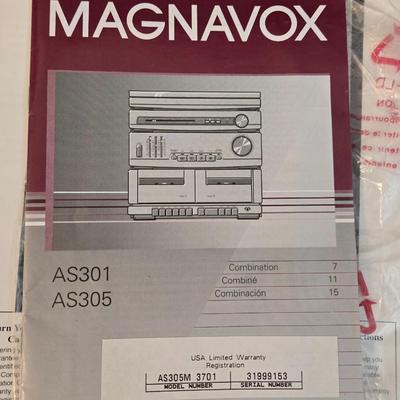 MAGNAVOX
AS301
AS305
Combination 7
Combiné 11
Combinación 15
USA Limited Warranty
Registration
AS305M 3701 31999153
MODEL NUMBER SERIAL NUMBER